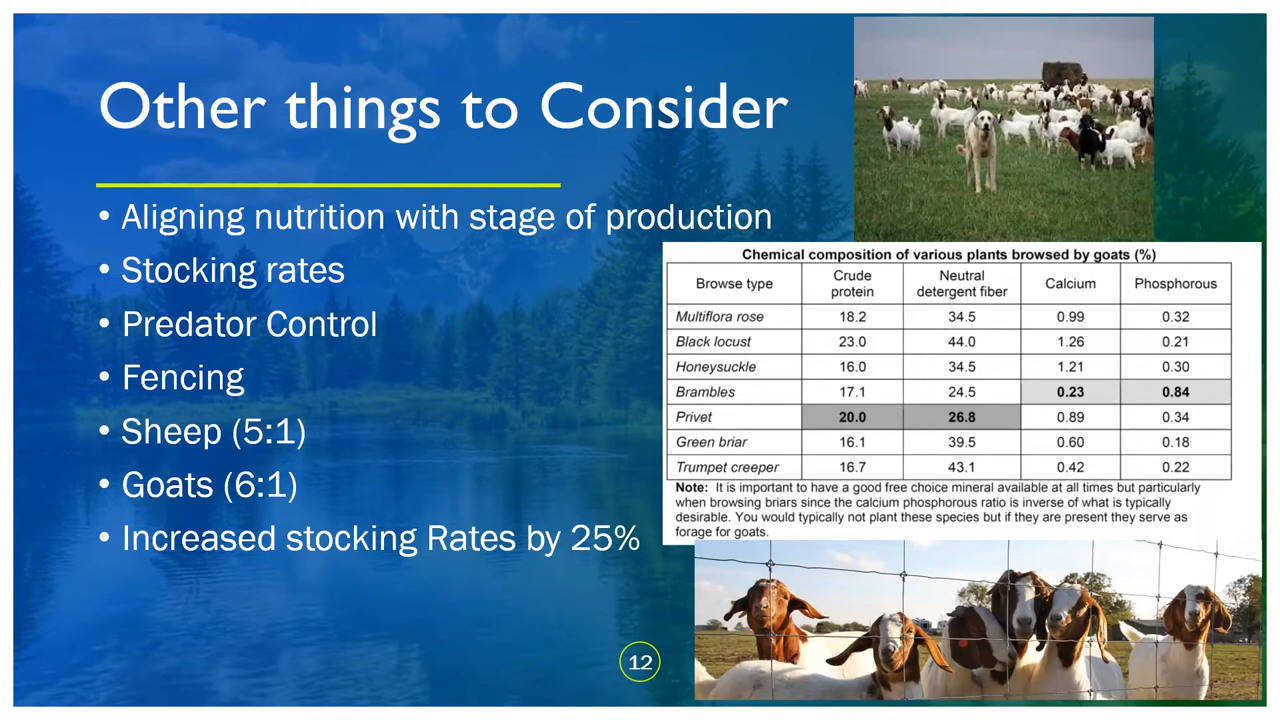 Other things to Consider
• Aligning nutrition with stage of production
• Stocking rates
• Predator Control
• Fencing
• Sheep (5:1)
• Goats (6:1)
• Increased stocking Rates by 25%
Chemical composition of various plants browsed by goats (%)
Browse type Crude protein Neutral detergent fiber Calcium Phosphorous
Multiflora rose 18.2 34.5 0.99 0.32
Black locust 23.0 44.0 1.26 0.21
Honeysuckle 16.0 34.5 1.21 0.30
Brambles 17.1 24.5 0.23 0.84
Privet 20.0 26.8 0.89 0.34
Green briar 16.1 39.5 0.60 0.18
Trumpet creeper 16.7 43.1 0.42 0.22
Note: It is important to have a good free choice mineral available at all times but particularly
when browsing briars since the calcium phosphorous ratio is inverse of what is typically
desirable. You would typically not plant these species but if they are present they serve as
forage for goats.
12